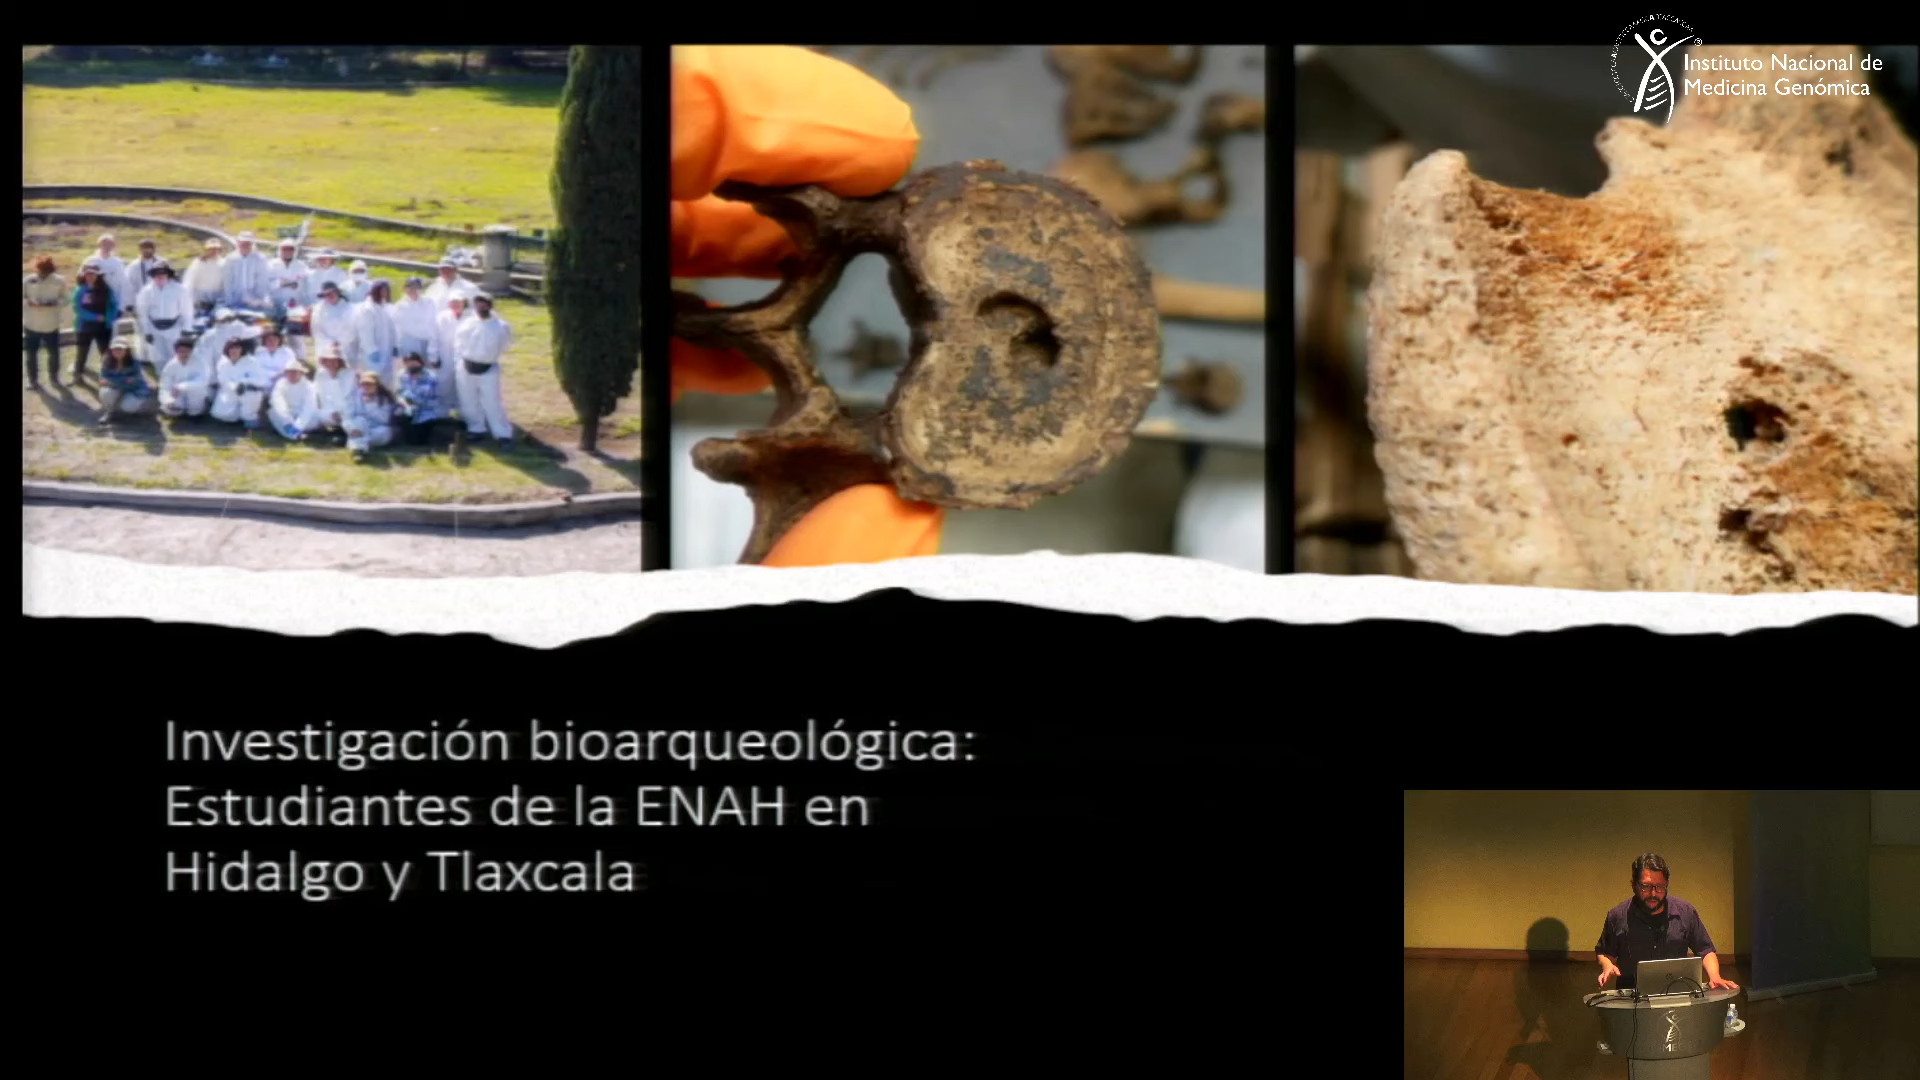 Instituto Nacional de
Medicina Genómica
Investigación bioarqueológica:
Estudiantes de la ENAH en
Hidalgo y Tlaxcala